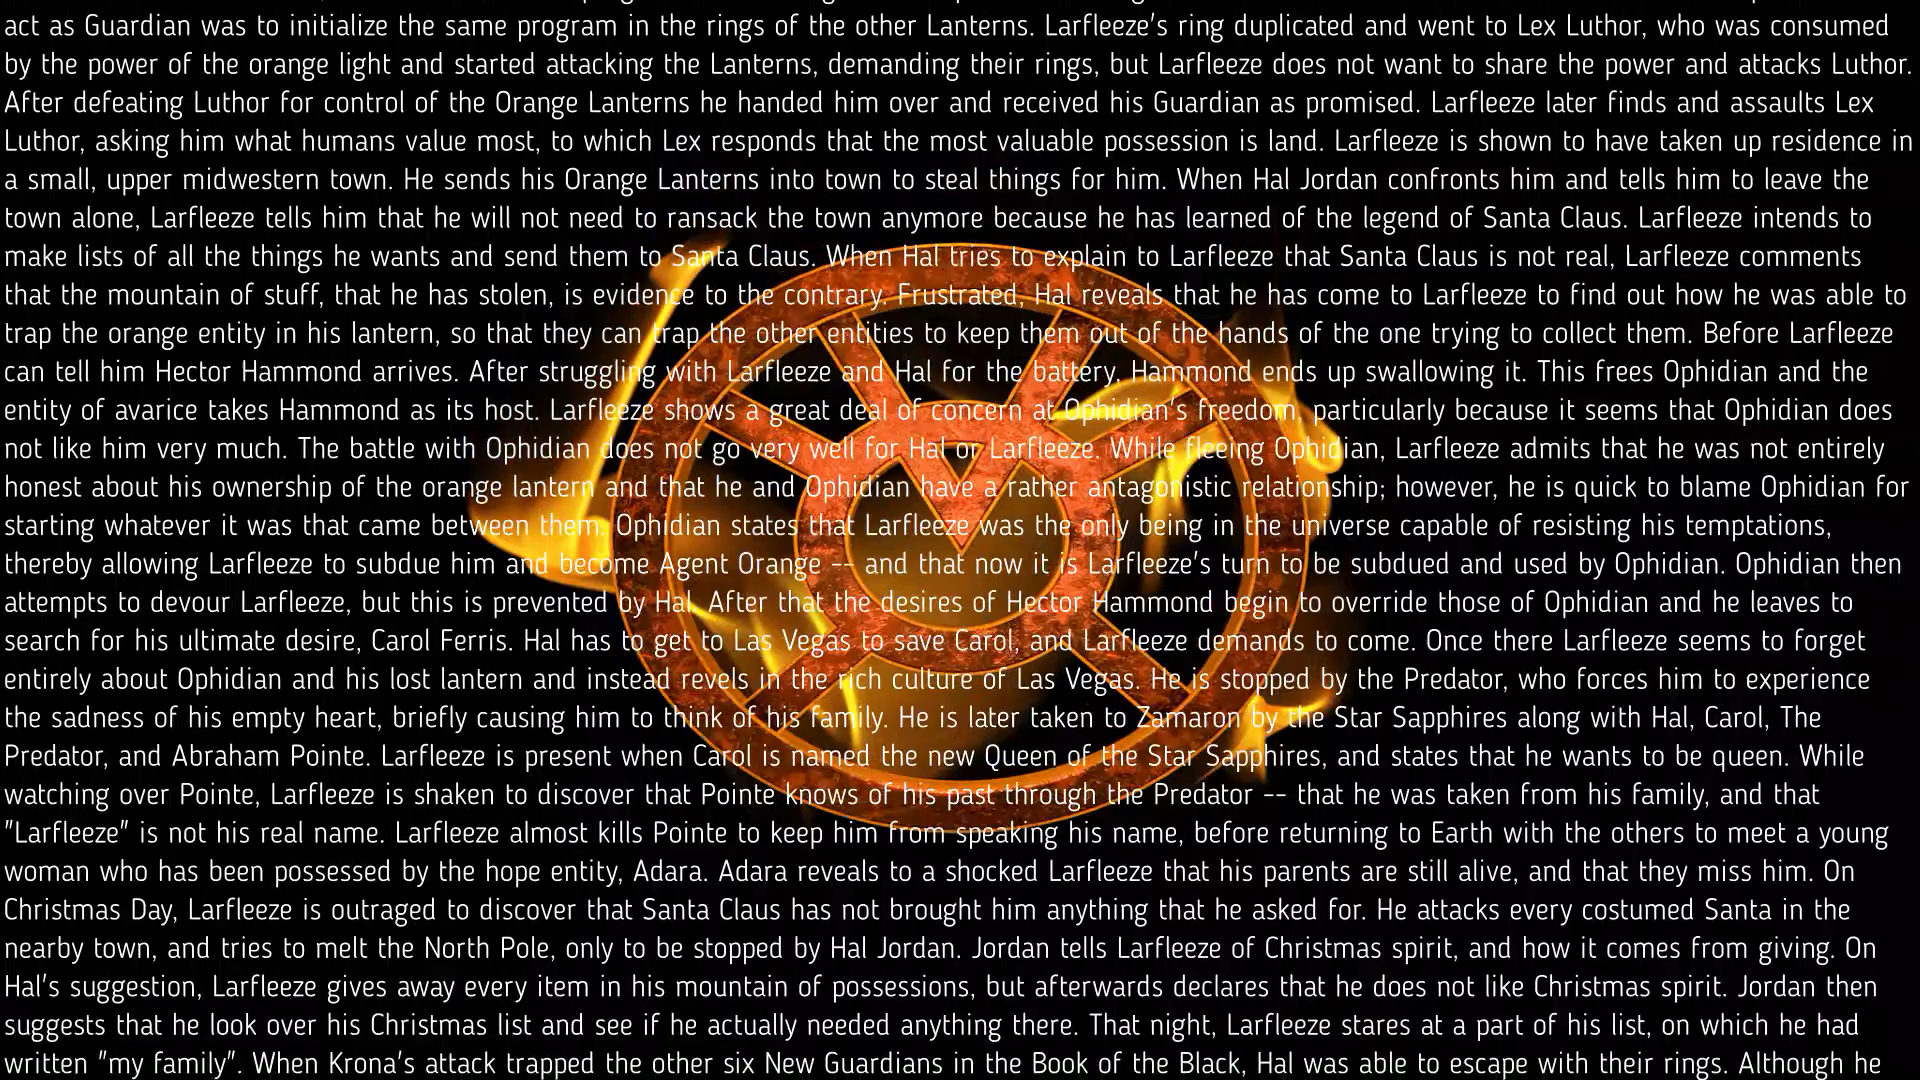 act as Guardian was to initialize the same program in the rings of the other Lanterns. Larfleeze's ring duplicated and went to Lex Luthor, who was consumed
by the power of the orange light and started attacking the Lanterns, demanding their rings, but Larfleeze does not want to share the power and attacks Luthor.
After defeating Luthor for control of the Orange Lanterns he handed him over and received his Guardian as promised. Larfleeze later finds and assaults Lex
Luthor, asking him what humans value most, to which Lex responds that the most valuable possession is land. Larfleeze is shown to have taken up residence in
a small, upper midwestern town. He sends his Orange Lanterns into town to steal things for him. When Hal Jordan confronts him and tells him to leave the
town alone, Larfleeze tells him that he will not need to ransack the town anymore because he has learned of the legend of Santa Claus. Larfleeze intends to
make lists of all the things he wants and send them to Santa Claus. When Hal tries to explain to Larfleeze that Santa Claus is not real, Larfleeze comments
that the mountain of stuff, that he has stolen, is evidence to the contrary. Frustrated, Hal reveals that he has come to Larfleeze to find out how he was able to
trap the orange entity in his lantern, so that they can trap the other entities to keep them out of the hands of the one trying to collect them. Before Larfleeze
can tell him Hector Hammond arrives. After struggling with Larfleeze and Hal for the battery, Hammond ends up swallowing it. This frees Ophidian and the
entity of avarice takes Hammond as its host. Larfleeze shows a great deal of concern at Ophidian's freedom, particularly because it seems that Ophidian does
not like him very much. The battle with Ophidian does not go very well for Hal or Larfleeze. While fleeing Ophidian, Larfleeze admits that he was not entirely
honest about his ownership of the orange lantern and that he and Ophidian have a rather antagonistic relationship; however, he is quick to blame Ophidian for
starting whatever it was that came between them. Ophidian states that Larfleeze was the only being in the universe capable of resisting his temptations,
thereby allowing Larfleeze to subdue him and become Agent Orange -- and that now it is Larfleeze's turn to be subdued and used by Ophidian. Ophidian then
attempts to devour Larfleeze, but this is prevented by Hal. After that the desires of Hector Hammond begin to override those of Ophidian and he leaves to
search for his ultimate desire, Carol Ferris. Hal has to get to Las Vegas to save Carol, and Larfleeze demands to come. Once there Larfleeze seems to forget
entirely about Ophidian and his lost lantern and instead revels in the rich culture of Las Vegas. He is stopped by the Predator, who forces him to experience
the sadness of his empty heart, briefly causing him to think of his family. He is later taken to Zamaron by the Star Sapphires along with Hal, Carol, The
Predator, and Abraham Pointe. Larfleeze is present when Carol is named the new Queen of the Star Sapphires, and states that he wants to be queen. While
watching over Pointe, Larfleeze is shaken to discover that Pointe knows of his past through the Predator -- that he was taken from his family, and that
"Larfleeze" is not his real name. Larfleeze almost kills Pointe to keep him from speaking his name, before returning to Earth with the others to meet a young
woman who has been possessed by the hope entity, Adara. Adara reveals to a shocked Larfleeze that his parents are still alive, and that they miss him. On
Christmas Day, Larfleeze is outraged to discover that Santa Claus has not brought him anything that he asked for. He attacks every costumed Santa in the
nearby town, and tries to melt the North Pole, only to be stopped by Hal Jordan. Jordan tells Larfleeze of Christmas spirit, and how it comes from giving. On
Hal's suggestion, Larfleeze gives away every item in his mountain of possessions, but afterwards declares that he does not like Christmas spirit. Jordan then
suggests that he look over his Christmas list and see if he actually needed anything there. That night, Larfleeze stares at a part of his list, on which he had
written "my family". When Krona's attack trapped the other six New Guardians in the Book of the Black, Hal was able to escape with their rings. Although he